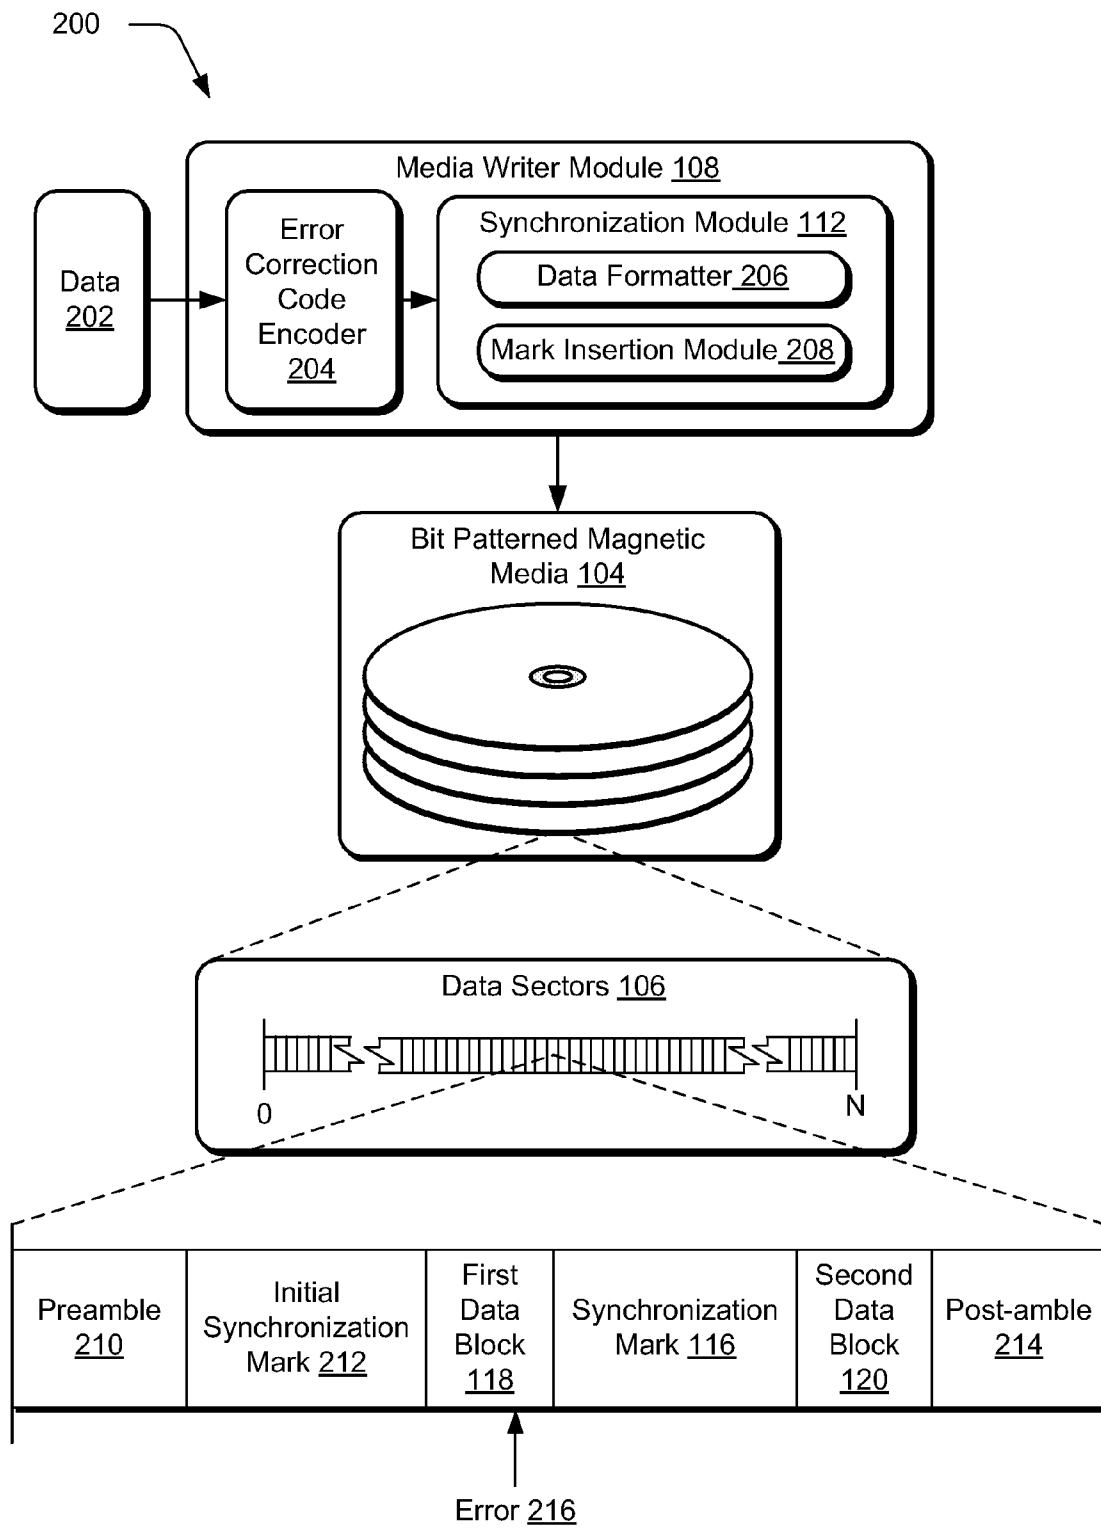 200
Media Writer Module 108
Data
202
Error
Correction
Code
Encoder
204
Synchronization Module 112
Data Formatter 206
Mark Insertion Module 208
Bit Patterned Magnetic
Media 104
Data Sectors 106
0
N
Preamble
210
Initial
Synchronization
Mark 212
First
Data
Block
118
Synchronization
Mark 116
Second
Data
Block
120
Post-amble
214
Error 216